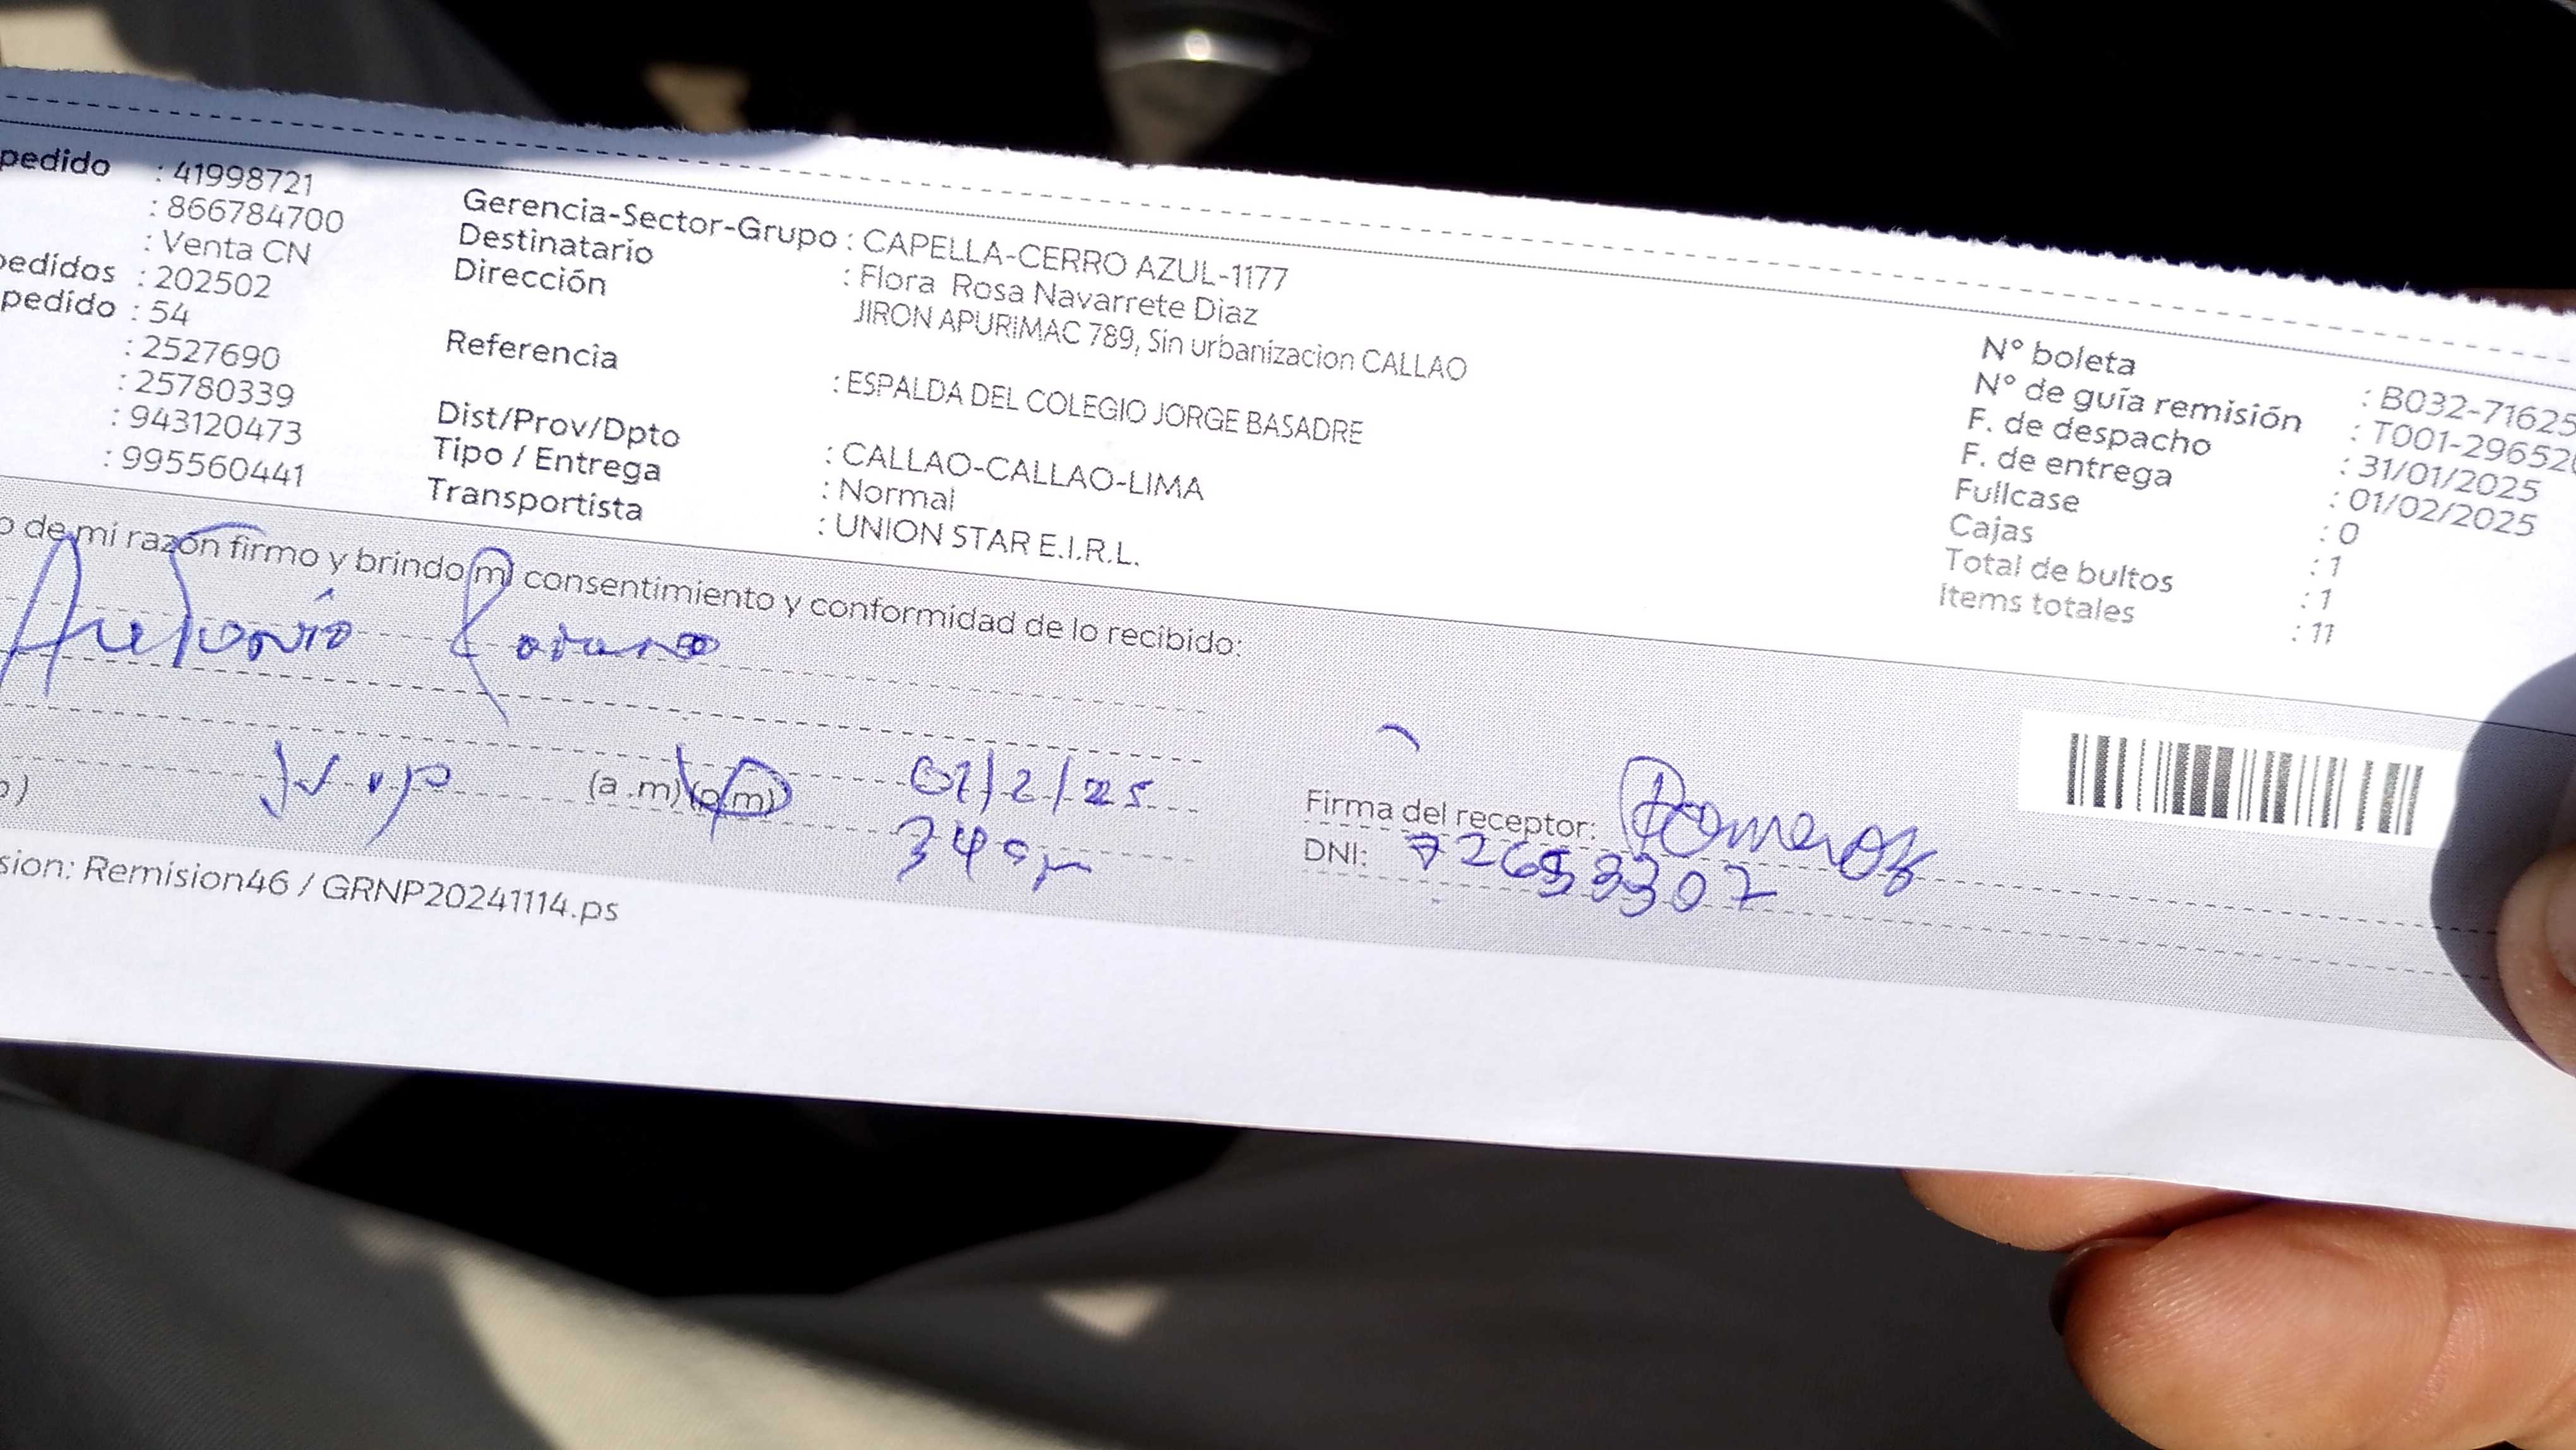 pedido : 41998721
: 866784700
: Venta CN
pedidos : 202502
pedido : 54
: 2527690
: 25780339
: 943120473
: 995560441
Gerencia-Sector-Grupo : CAPELLA-CERRO AZUL-1177
Destinatario : Flora Rosa Navarrete Diaz
Dirección JIRON APURIMAC 789, Sin urbanizacion CALLAO
Referencia : ESPALDA DEL COLEGIO JORGE BASADRE
Dist/Prov/Dpto : CALLAO-CALLAO-LIMA
Tipo / Entrega : Normal
Transportista : UNION STAR E.I.R.L.
N° boleta : B032-71625
N° de guía remisión : T001-29652
F. de despacho : 31/01/2025
F. de entrega : 01/02/2025
Fullcase : 0
Cajas : 1
Total de bultos : 1
Items totales : 11
o de mi razón firmo y brindo mi consentimiento y conformidad de lo recibido:
Antonio
(a .m) (p.m) 01/2/25
Firma del receptor:
DNI:
sion: Remision46 / GRNP20241114.ps